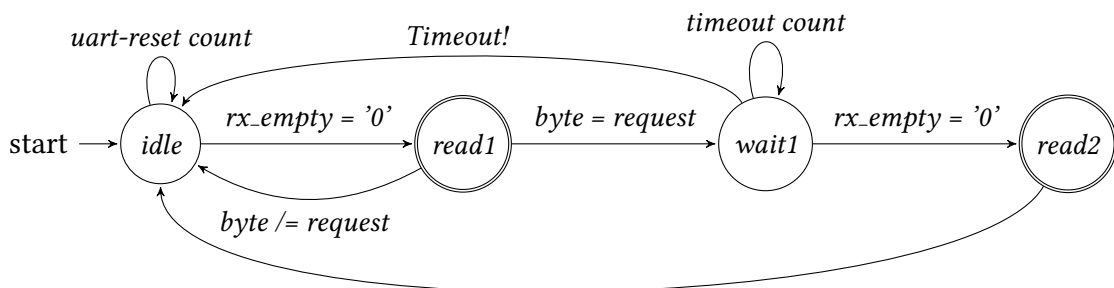 uart-reset count
Timeout!
timeout count
start
idle
rx_empty = '0'
read1
byte = request
wait1
rx_empty = '0'
read2
byte /= request